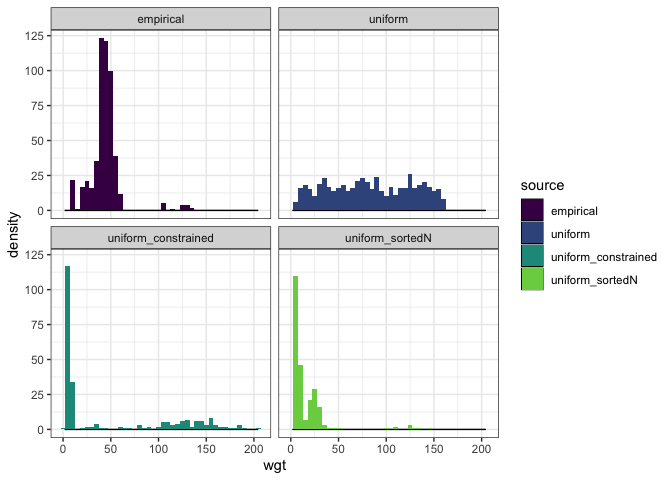 empirical
uniform
125
100
75
50
25
0
density
uniform_constrained
uniform_sortedN
125
100
75
50
25
0
0
50
100
150
200
0
50
100
150
200
wgt
source
empirical
uniform
uniform_constrained
uniform_sortedN